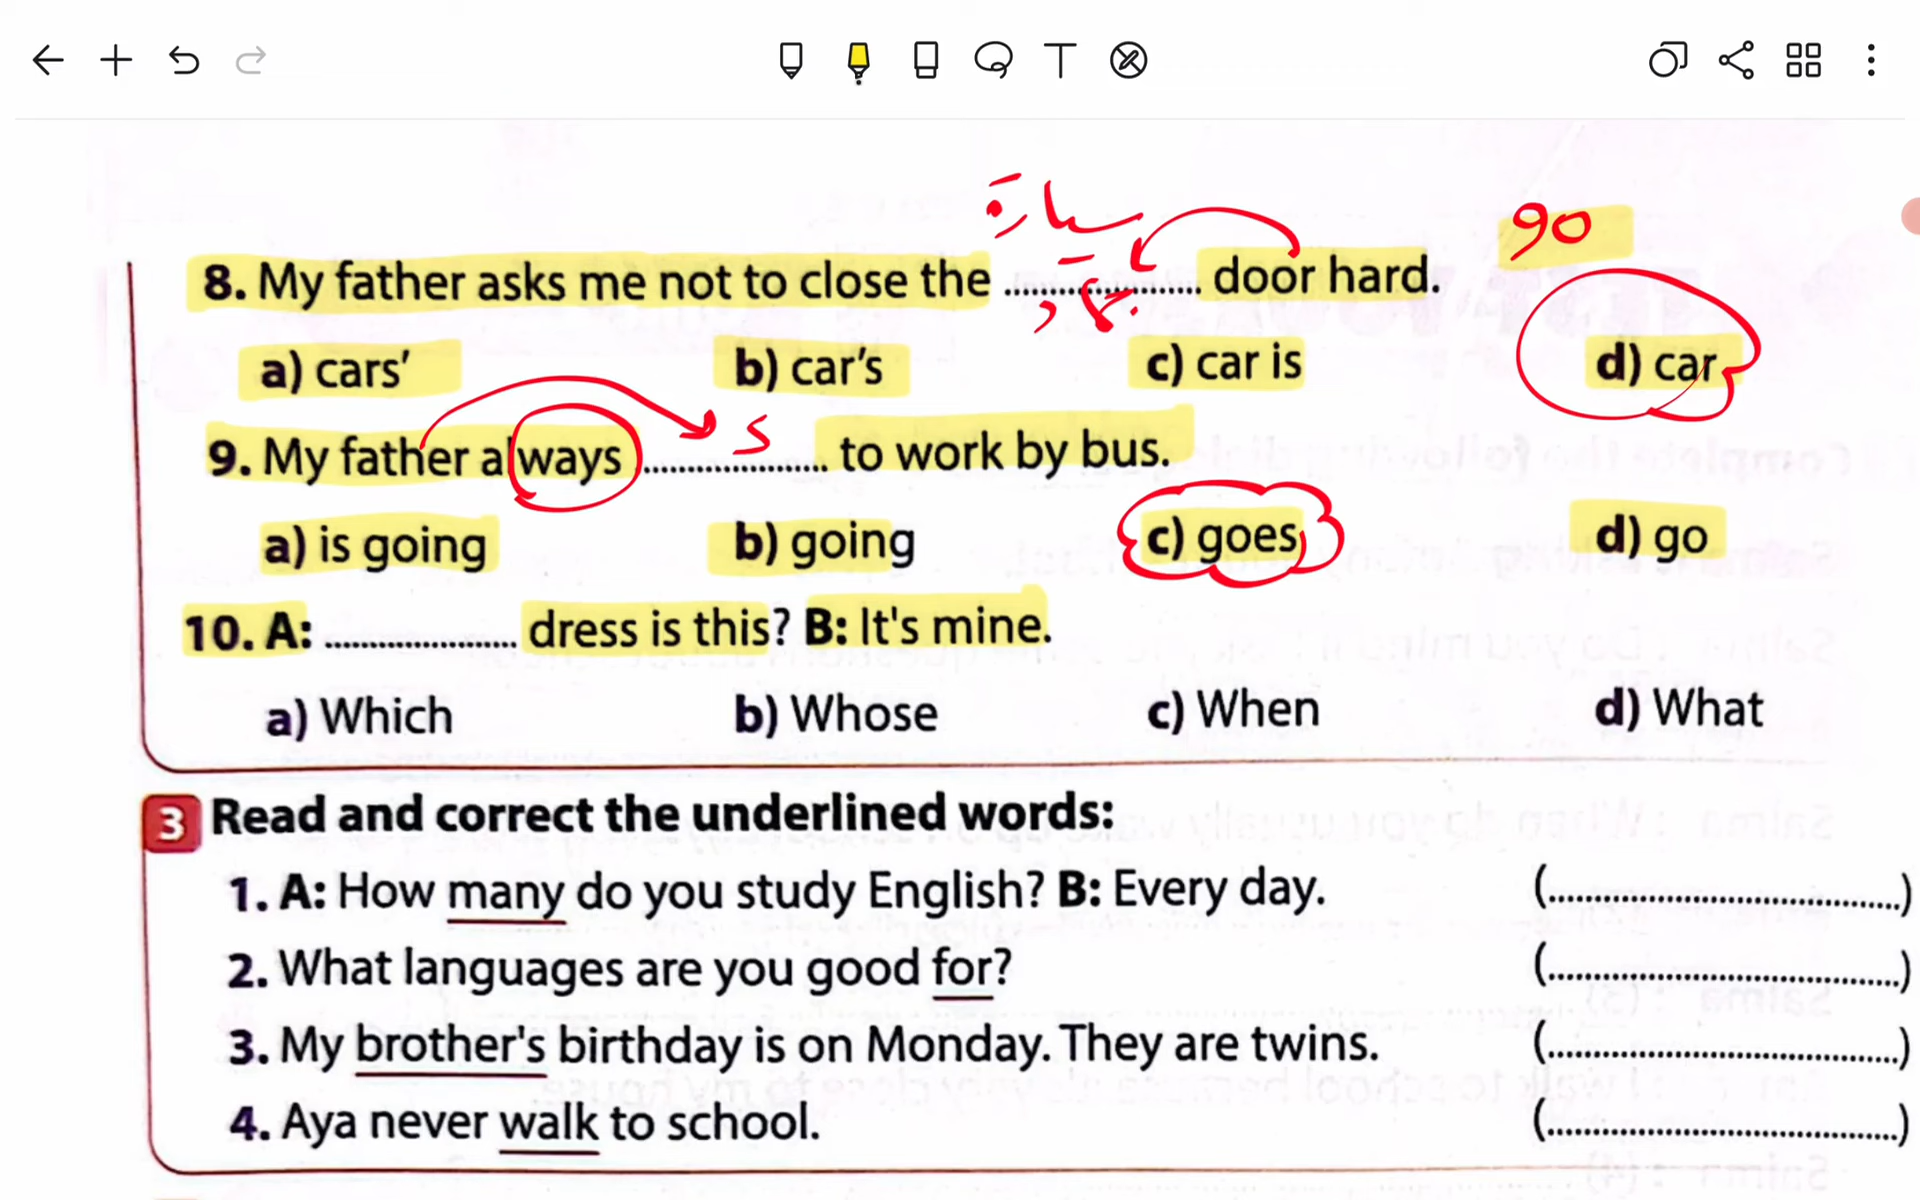 90
8. My father asks me not to close the .................... door hard.
a) cars' b) car's c) car is d) car
s
9. My father always .................... to work by bus.
a) is going b) going c) goes d) go
10. A: .................... dress is this? B: It's mine.
a) Which b) Whose c) When d) What
3 Read and correct the underlined words:
1. A: How many do you study English? B: Every day. (........................................)
2. What languages are you good for? (........................................)
3. My brother's birthday is on Monday. They are twins. (........................................)
4. Aya never walk to school. (........................................)